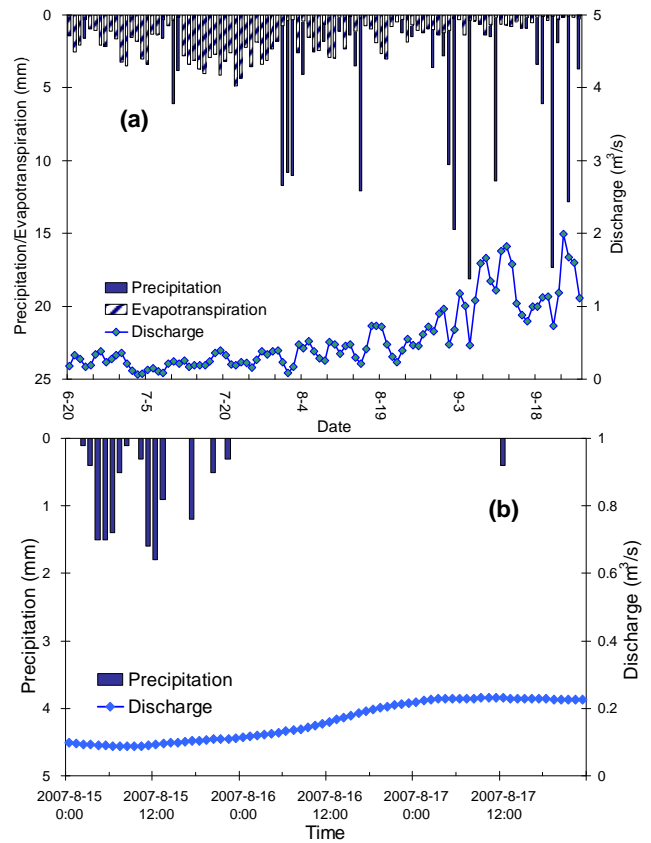 0
5
10
15
20
25
Precipitation/Evapotranspiration (mm)
(a)
Precipitation
Evapotranspiration
Discharge
5
4
3
2
1
0
Discharge (m³/s)
6-20
7-5
7-20
8-4
8-19
9-3
9-18
Date
0
1
2
3
4
5
Precipitation (mm)
(b)
Precipitation
Discharge
1
0.8
0.6
0.4
0.2
0
Discharge (m³/s)
2007-8-15 2007-8-15 2007-8-16 2007-8-16 2007-8-17 2007-8-17
0:00 12:00 0:00 12:00 0:00 12:00
Time